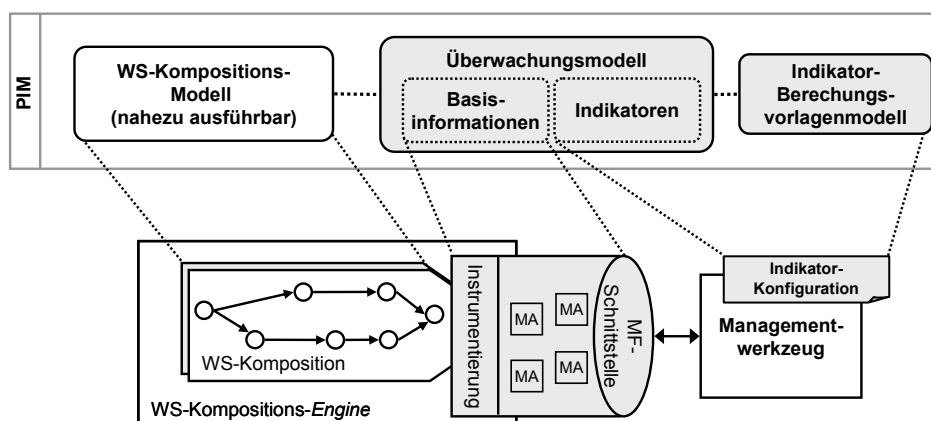 PIM
WS-Kompositions-
Modell
(nahezu ausführbar)
Überwachungsmodell
Basis-
informationen
Indikatoren
Indikator-
Berechungs-
vorlagenmodell
WS-Komposition
WS-Kompositions-Engine
Instrumentierung
MA
MA
MA
MA
MF-
Schnittstelle
Indikator-
Konfiguration
Management-
werkzeug